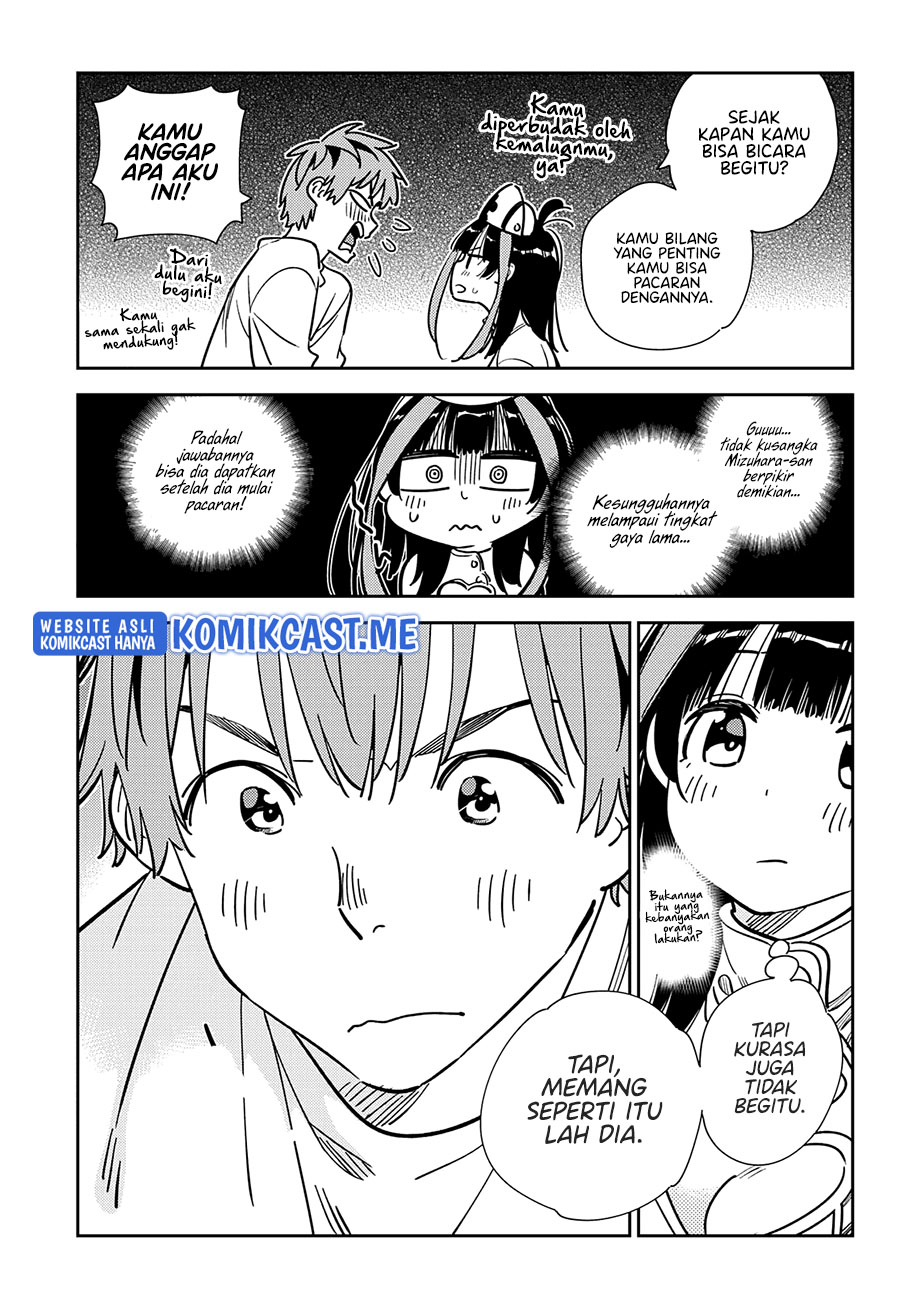 SEJAK
KAPAN KAMU
BISA BICARA
BEGITU?
KAMU BILANG
YANG PENTING
KAMU BISA
PACARAN
DENGANNYA.
Kamu
diperbudak oleh
kemaluanmu,
ya?
KAMU
ANGGAP
APA AKU
INI!
Dari
dulu aku
begini!
Kamu
sama sekali gak
mendukung!
Guuuu...
tidak kusangka
Mizuhara-san
berpikir
demikian...
Kesungguhannya
melampaui tingkat
gaya lama...
Padahal
jawabannya
bisa dia dapatkan
setelah dia mulai
pacaran!
WEBSITE ASLI
KOMIKCAST HANYA
KOMIKCAST.ME
Bukannya
itu yang
kebanyakan
orang
lakukan?
TAPI
KURASA
JUGA
TIDAK
BEGITU.
TAPI,
MEMANG
SEPERTI ITU
LAH DIA.